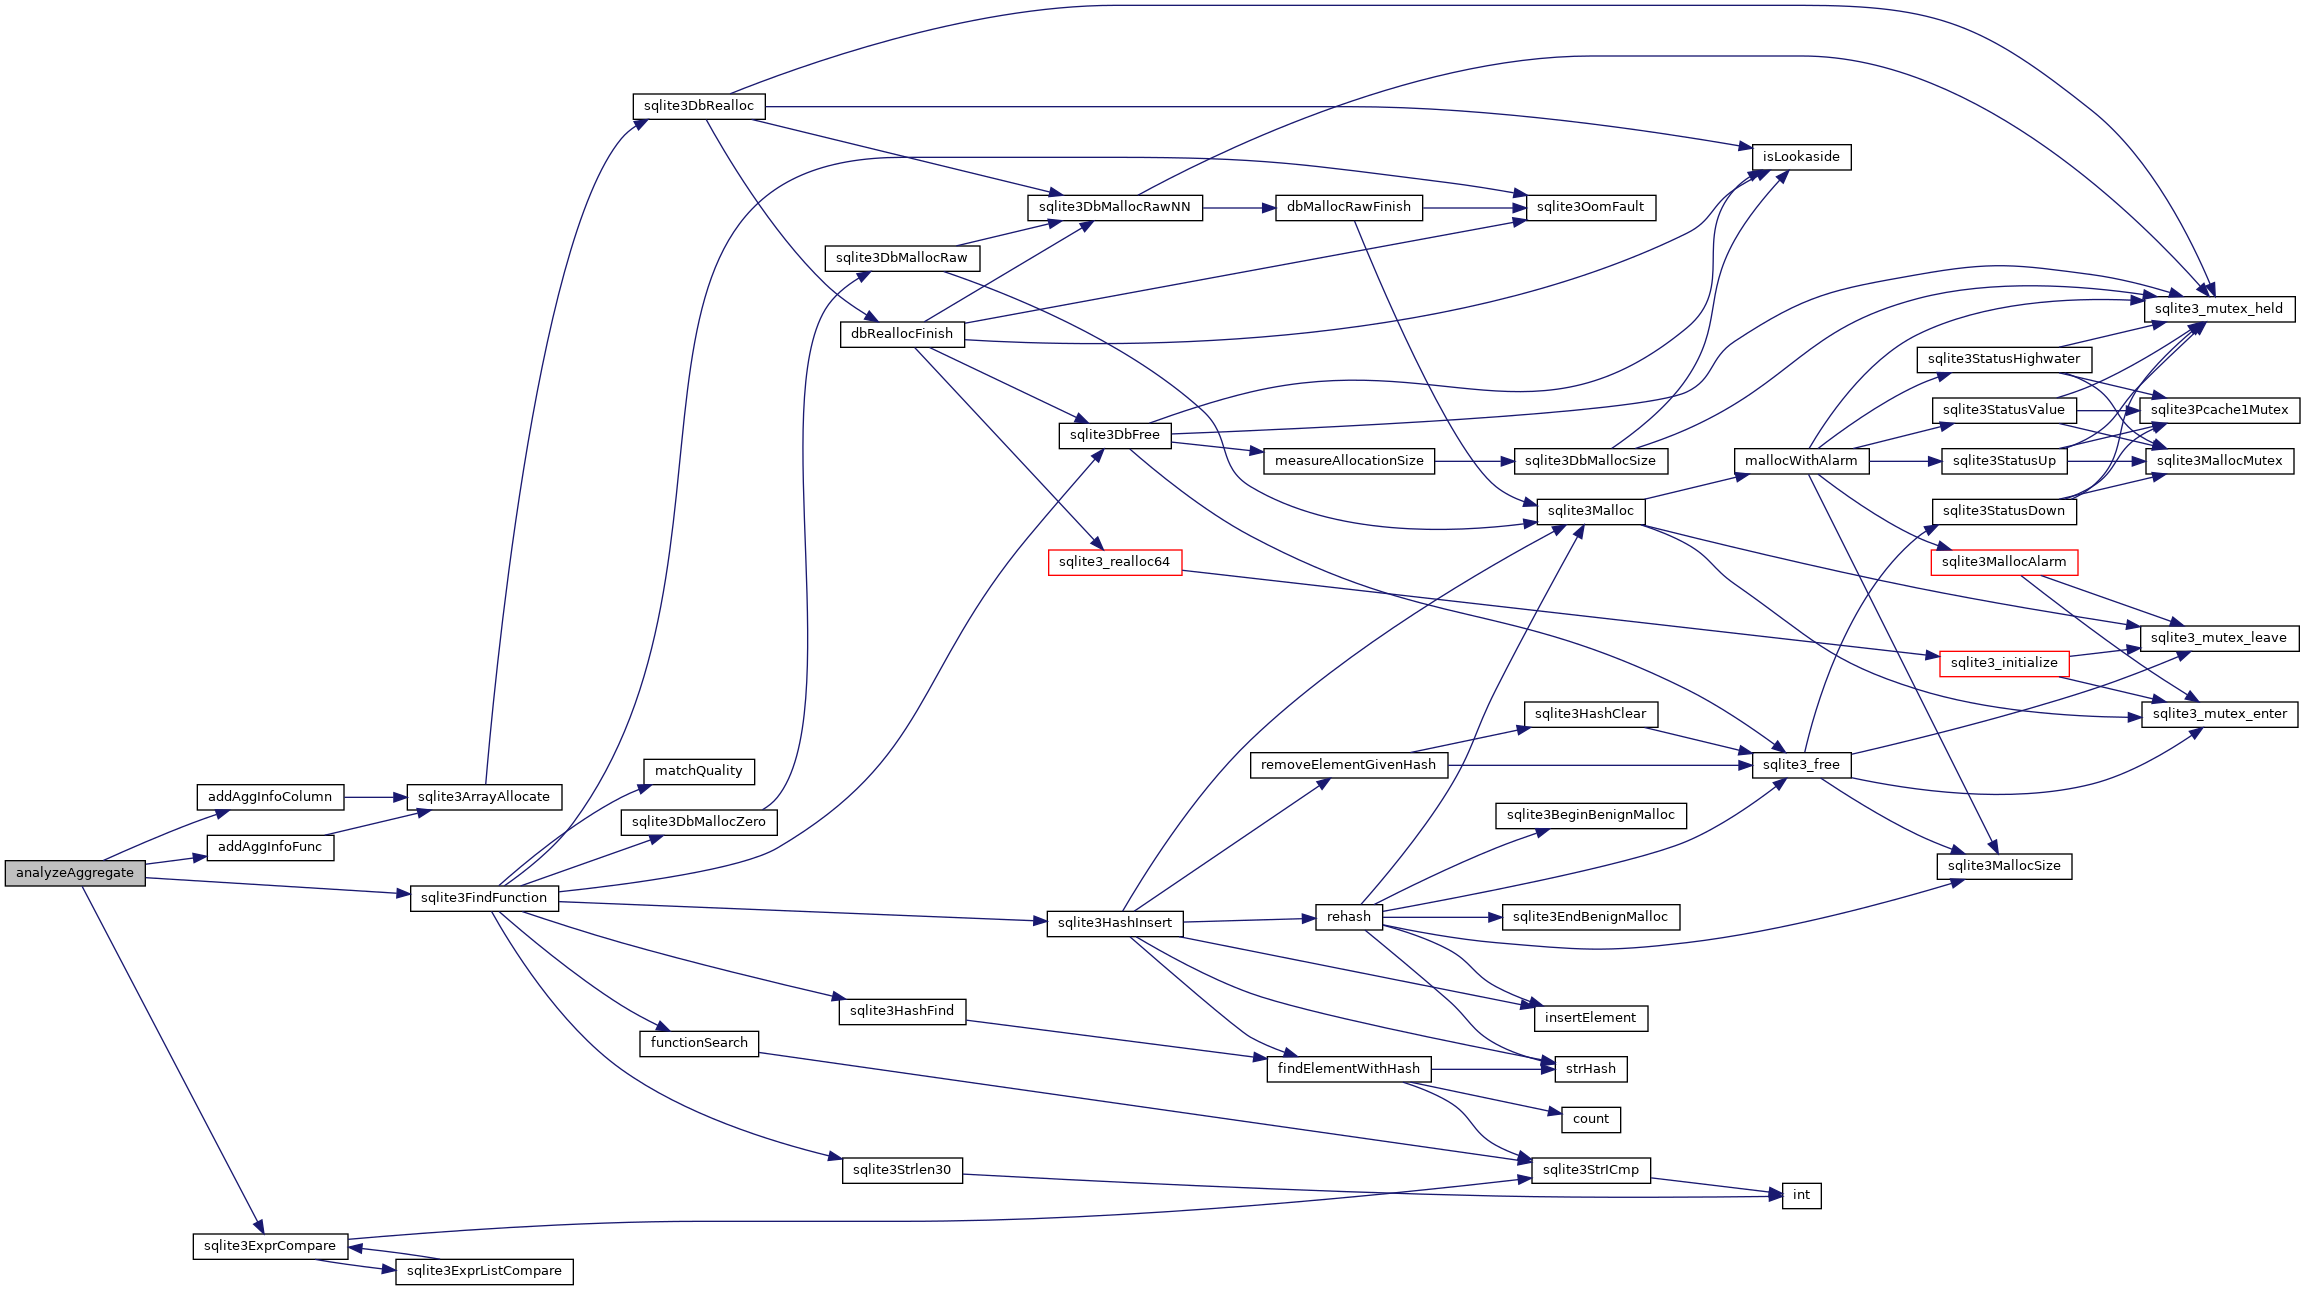 sqlite3DbRealloc
isLookaside
sqlite3DbMallocRawNN
dbMallocRawFinish
sqlite3OomFault
sqlite3DbMallocRaw
sqlite3_mutex_held
dbReallocFinish
sqlite3StatusHighwater
sqlite3StatusValue
sqlite3Pcache1Mutex
sqlite3DbFree
measureAllocationSize
sqlite3DbMallocSize
mallocWithAlarm
sqlite3StatusUp
sqlite3MallocMutex
sqlite3Malloc
sqlite3StatusDown
sqlite3_realloc64
sqlite3MallocAlarm
sqlite3_mutex_leave
sqlite3_initialize
sqlite3HashClear
sqlite3_mutex_enter
removeElementGivenHash
sqlite3_free
matchQuality
addAggInfoColumn
sqlite3ArrayAllocate
sqlite3DbMallocZero
sqlite3BeginBenignMalloc
addAggInfoFunc
sqlite3MallocSize
analyzeAggregate
sqlite3FindFunction
sqlite3HashInsert
rehash
sqlite3EndBenignMalloc
sqlite3HashFind
insertElement
functionSearch
findElementWithHash
strHash
count
sqlite3Strlen30
sqlite3StrICmp
int
sqlite3ExprCompare
sqlite3ExprListCompare